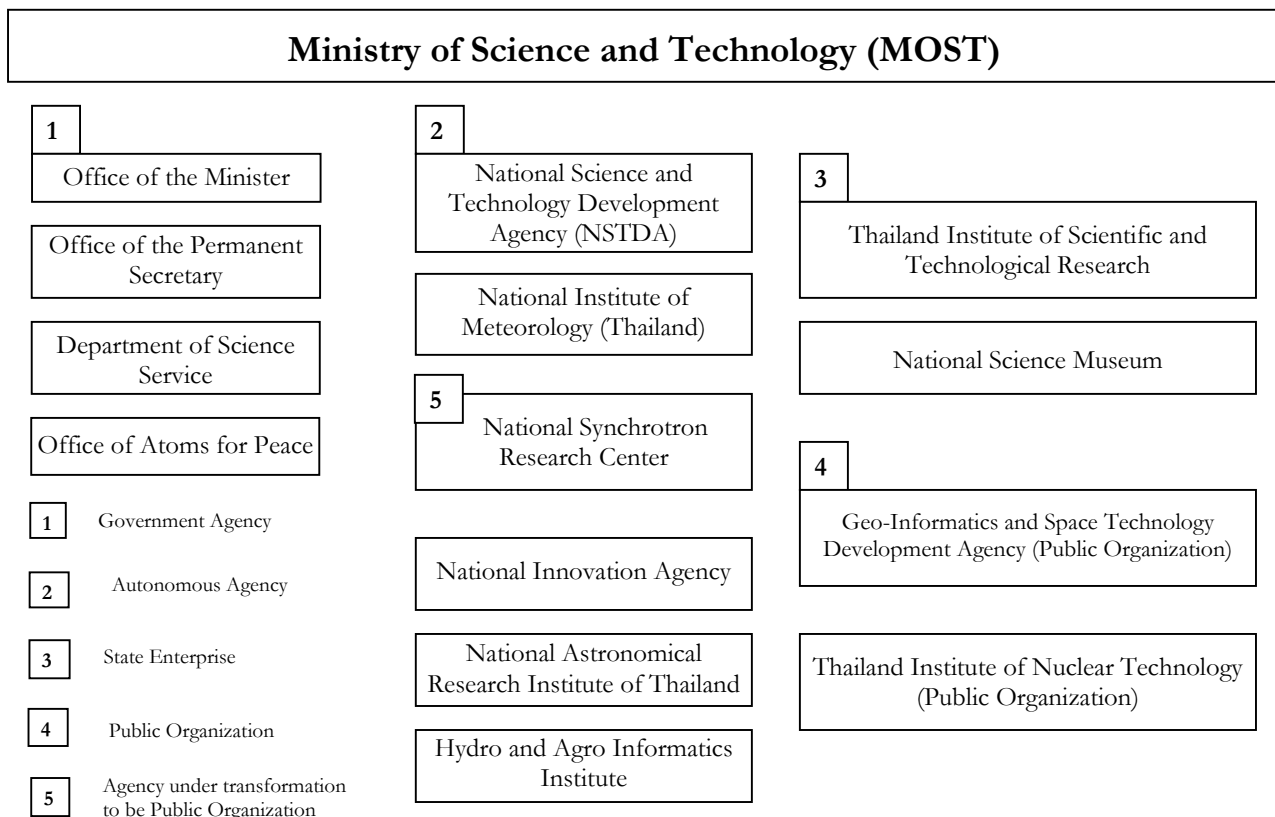 Ministry of Science and Technology (MOST)
1
Office of the Minister
Office of the Permanent
Secretary
Department of Science
Service
Office of Atoms for Peace
1 Government Agency
2 Autonomous Agency
3 State Enterprise
4 Public Organization
5 Agency under transformation
to be Public Organization
2
National Science and
Technology Development
Agency (NSTDA)
National Institute of
Meteorology (Thailand)
5
National Synchrotron
Research Center
National Innovation Agency
National Astronomical
Research Institute of Thailand
Hydro and Agro Informatics
Institute
3
Thailand Institute of Scientific and
Technological Research
National Science Museum
4
Geo-Informatics and Space Technology
Development Agency (Public Organization)
Thailand Institute of Nuclear Technology
(Public Organization)